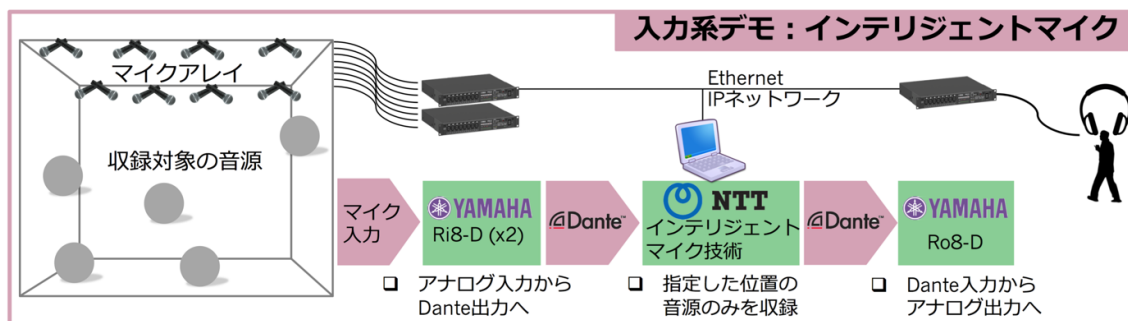 入力系デモ：インテリジェントマイク
マイクアレイ
収録対象の音源
Ethernet
IPネットワーク
マイク
入力
YAMAHA
Ri8-D (x2)
Dante™
NTT
インテリジェント
マイク技術
Dante™
YAMAHA
Ro8-D
❑ アナログ入力から
Dante出力へ
❑ 指定した位置の
音源のみを収録
❑ Dante入力から
アナログ出力へ